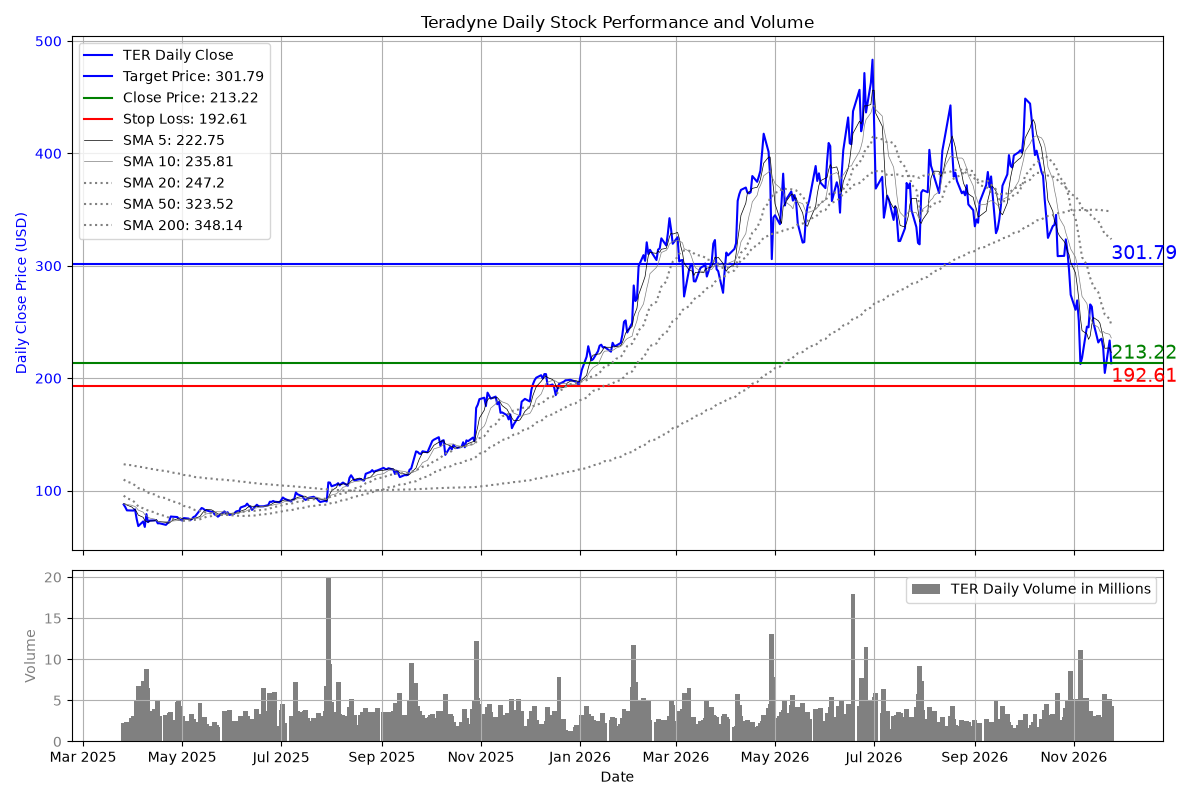 Teradyne Daily Stock Performance and Volume
500
400
300
200
100
Daily Close Price (USD)
TER Daily Close
Target Price: 301.79
Close Price: 213.22
Stop Loss: 192.61
SMA 5: 222.75
SMA 10: 235.81
SMA 20: 247.2
SMA 50: 323.52
SMA 200: 348.14
301.79
213.22
192.61
20
15
10
5
0
Volume
TER Daily Volume in Millions
Mar 2025 May 2025 Jul 2025 Sep 2025 Nov 2025 Jan 2026 Mar 2026 May 2026 Jul 2026 Sep 2026 Nov 2026
Date